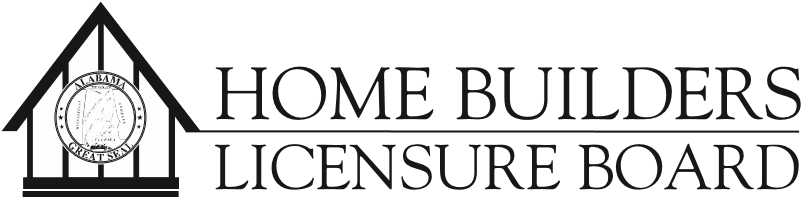 ALABAMA
GREAT SEAL
HOME BUILDERS
LICENSURE BOARD